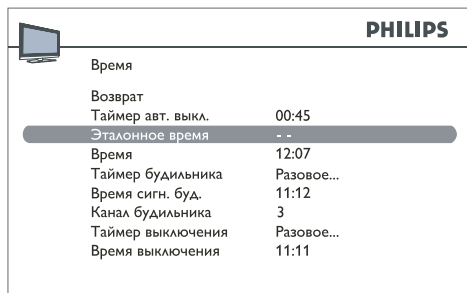 PHILIPS
Время
Возврат
Таймер авт. выкл. 00:45
Эталонное время - -
Время 12:07
Таймер будильника Разовое...
Время сигн. буд. 11:12
Канал будильника 3
Таймер выключения Разовое...
Время выключения 11:11